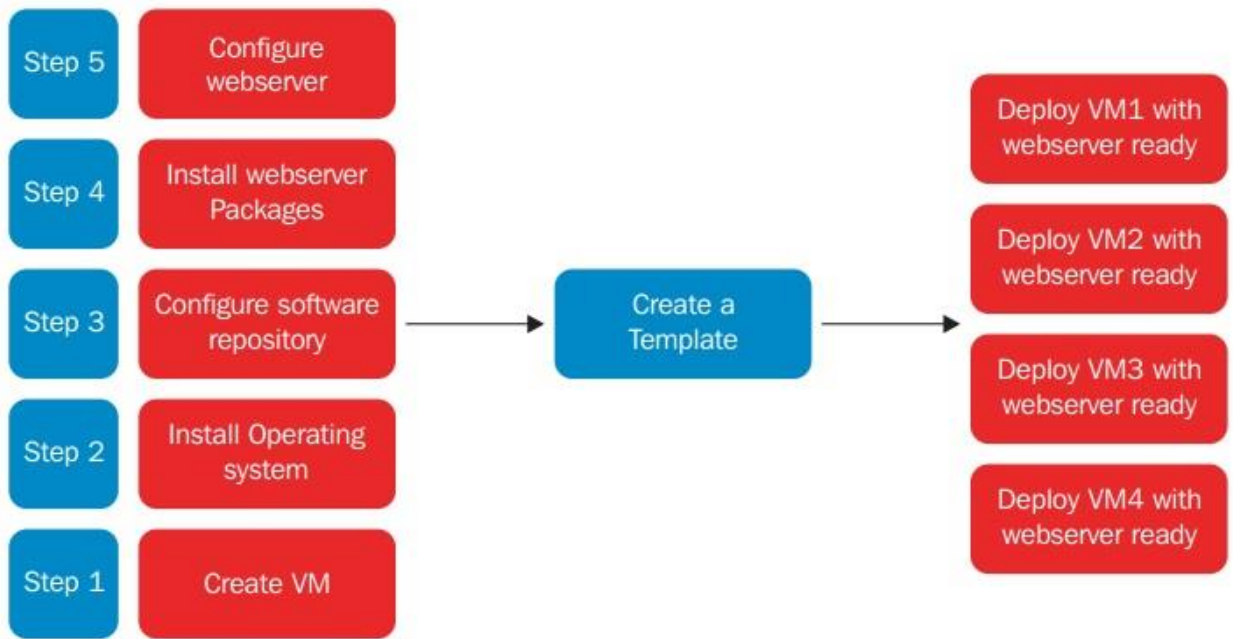 Step 5
Configure
webserver
Step 4
Install webserver
Packages
Step 3
Configure software
repository
Step 2
Install Operating
system
Step 1
Create VM
Create a
Template
Deploy VM1 with
webserver ready
Deploy VM2 with
webserver ready
Deploy VM3 with
webserver ready
Deploy VM4 with
webserver ready